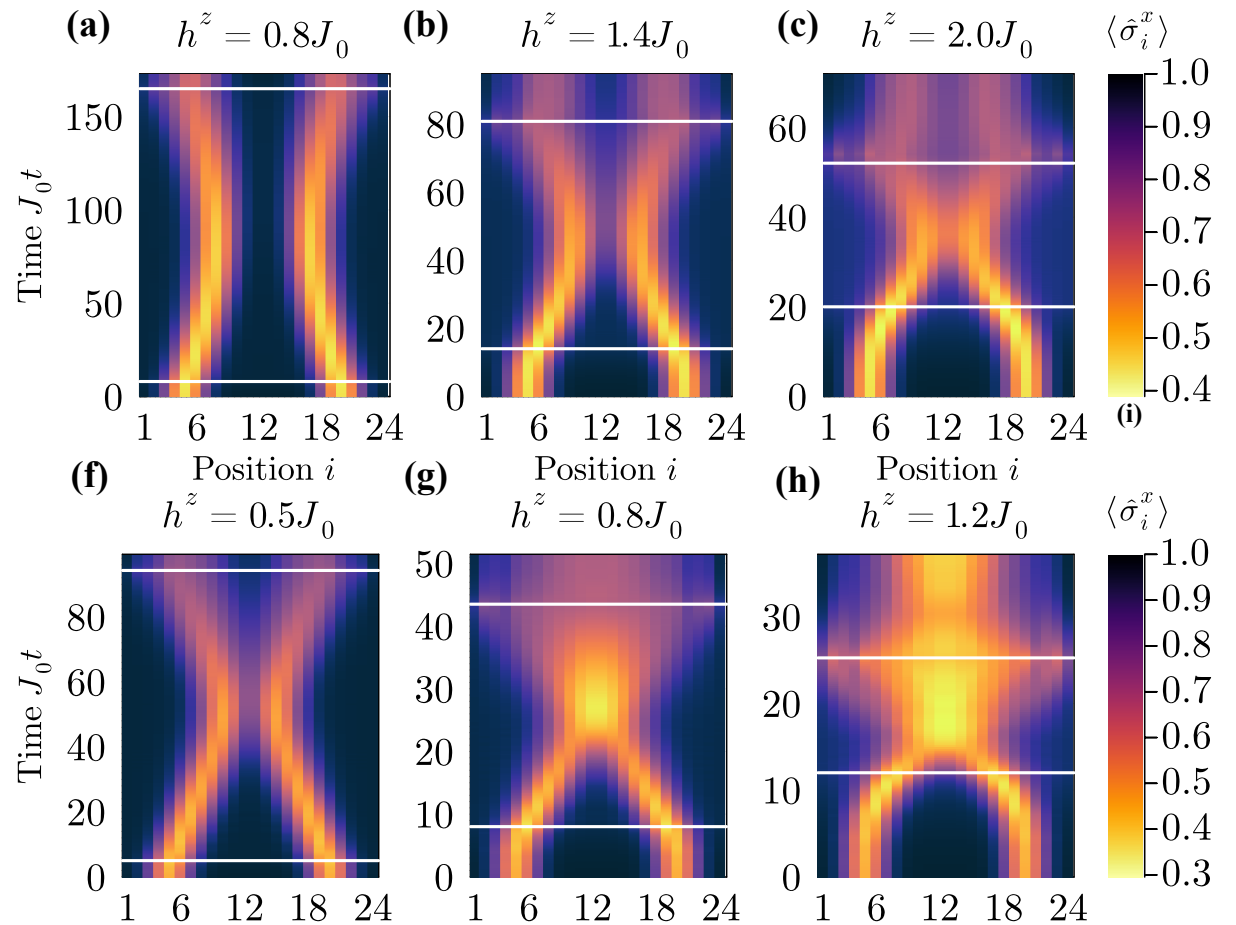 (a) h^z = 0.8J_0
(b) h^z = 1.4J_0
(c) h^z = 2.0J_0
⟨σ̂_i^x⟩
Time J_0t
150
100
50
0
1 6 12 18 24
Position i
80
60
40
20
0
1 6 12 18 24
Position i
60
40
20
0
1 6 12 18 24
Position i
1.0
0.9
0.8
0.7
0.6
0.5
0.4
(i)
(f) h^z = 0.5J_0
(g) h^z = 0.8J_0
(h) h^z = 1.2J_0
⟨σ̂_i^x⟩
Time J_0t
80
60
40
20
0
1 6 12 18 24
50
40
30
20
10
0
1 6 12 18 24
30
20
10
0
1 6 12 18 24
1.0
0.9
0.8
0.7
0.6
0.5
0.4
0.3